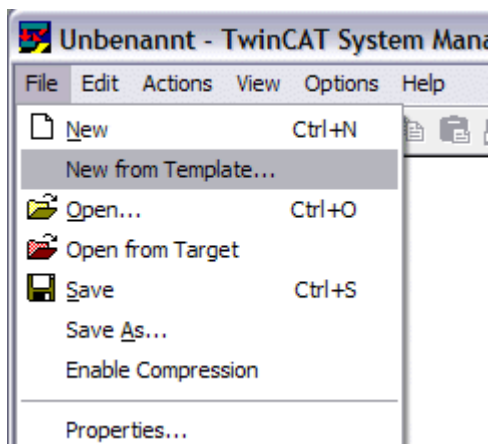 Unbenannt - TwinCAT System Mana
File Edit Actions View Options Help
New Ctrl+N
New from Template...
Open... Ctrl+O
Open from Target
Save Ctrl+S
Save As...
Enable Compression
Properties...